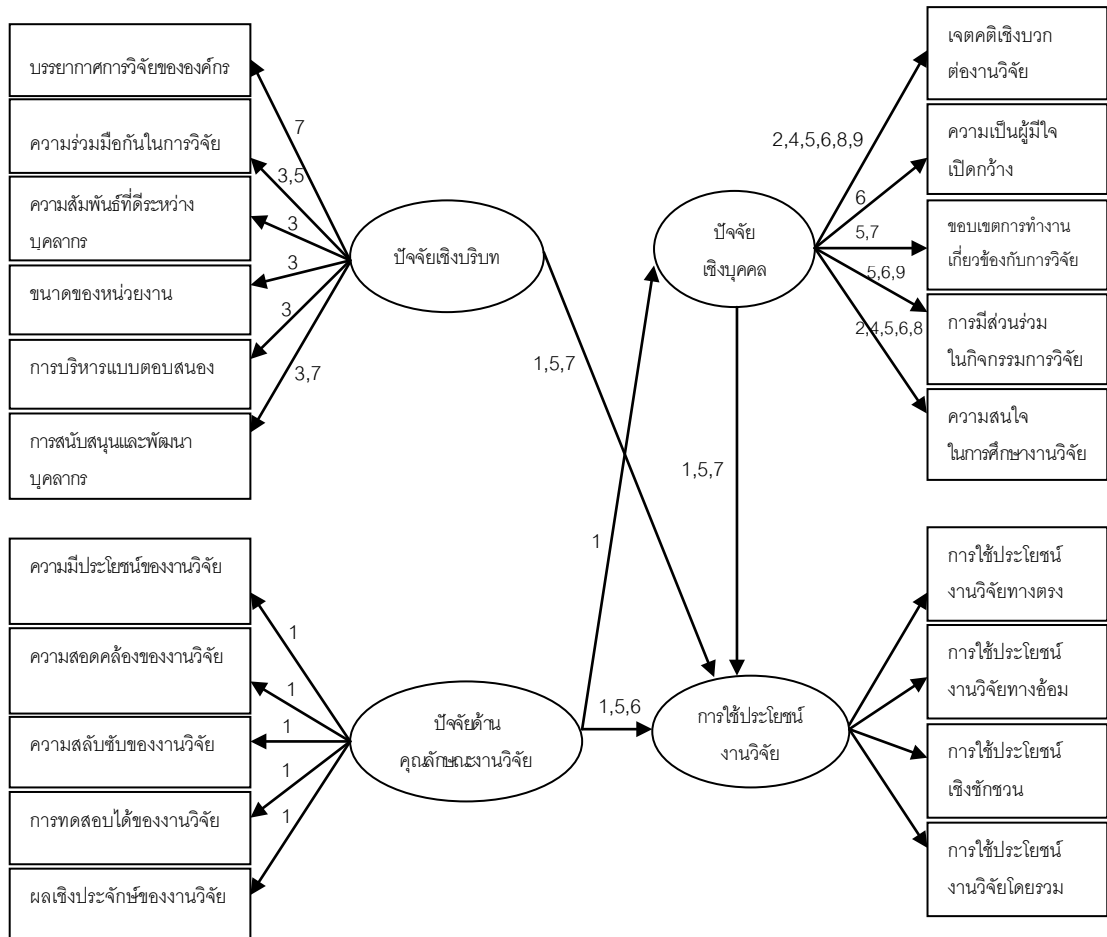 บรรยากาศการวิจัยขององค์กร
ความร่วมมือกันในการวิจัย
ความสัมพันธ์ที่ดีระหว่าง
บุคลากร
ขนาดของหน่วยงาน
การบริหารแบบตอบสนอง
การสนับสนุนและพัฒนา
บุคลากร
7
3,5
3
3
3
3,7
ปัจจัยเชิงบริบท
1,5,7
ปัจจัย
เชิงบุคคล
2,4,5,6,8,9
6
5,7
5,6,9
2,4,5,6,8
เจตคติเชิงบวก
ต่องานวิจัย
ความเป็นผู้มีใจ
เปิดกว้าง
ขอบเขตการทำงาน
เกี่ยวข้องกับการวิจัย
การมีส่วนร่วม
ในกิจกรรมการวิจัย
ความสนใจ
ในการศึกษางานวิจัย
1,5,7
1
ความมีประโยชน์ของงานวิจัย
ความสอดคล้องของงานวิจัย
ความสลับซับของงานวิจัย
การทดสอบได้ของงานวิจัย
ผลเชิงประจักษ์ของงานวิจัย
1
1
1
1
1
ปัจจัยด้าน
คุณลักษณะงานวิจัย
1,5,6
การใช้ประโยชน์
งานวิจัย
การใช้ประโยชน์
งานวิจัยทางตรง
การใช้ประโยชน์
งานวิจัยทางอ้อม
การใช้ประโยชน์
เชิงชักชวน
การใช้ประโยชน์
งานวิจัยโดยรวม